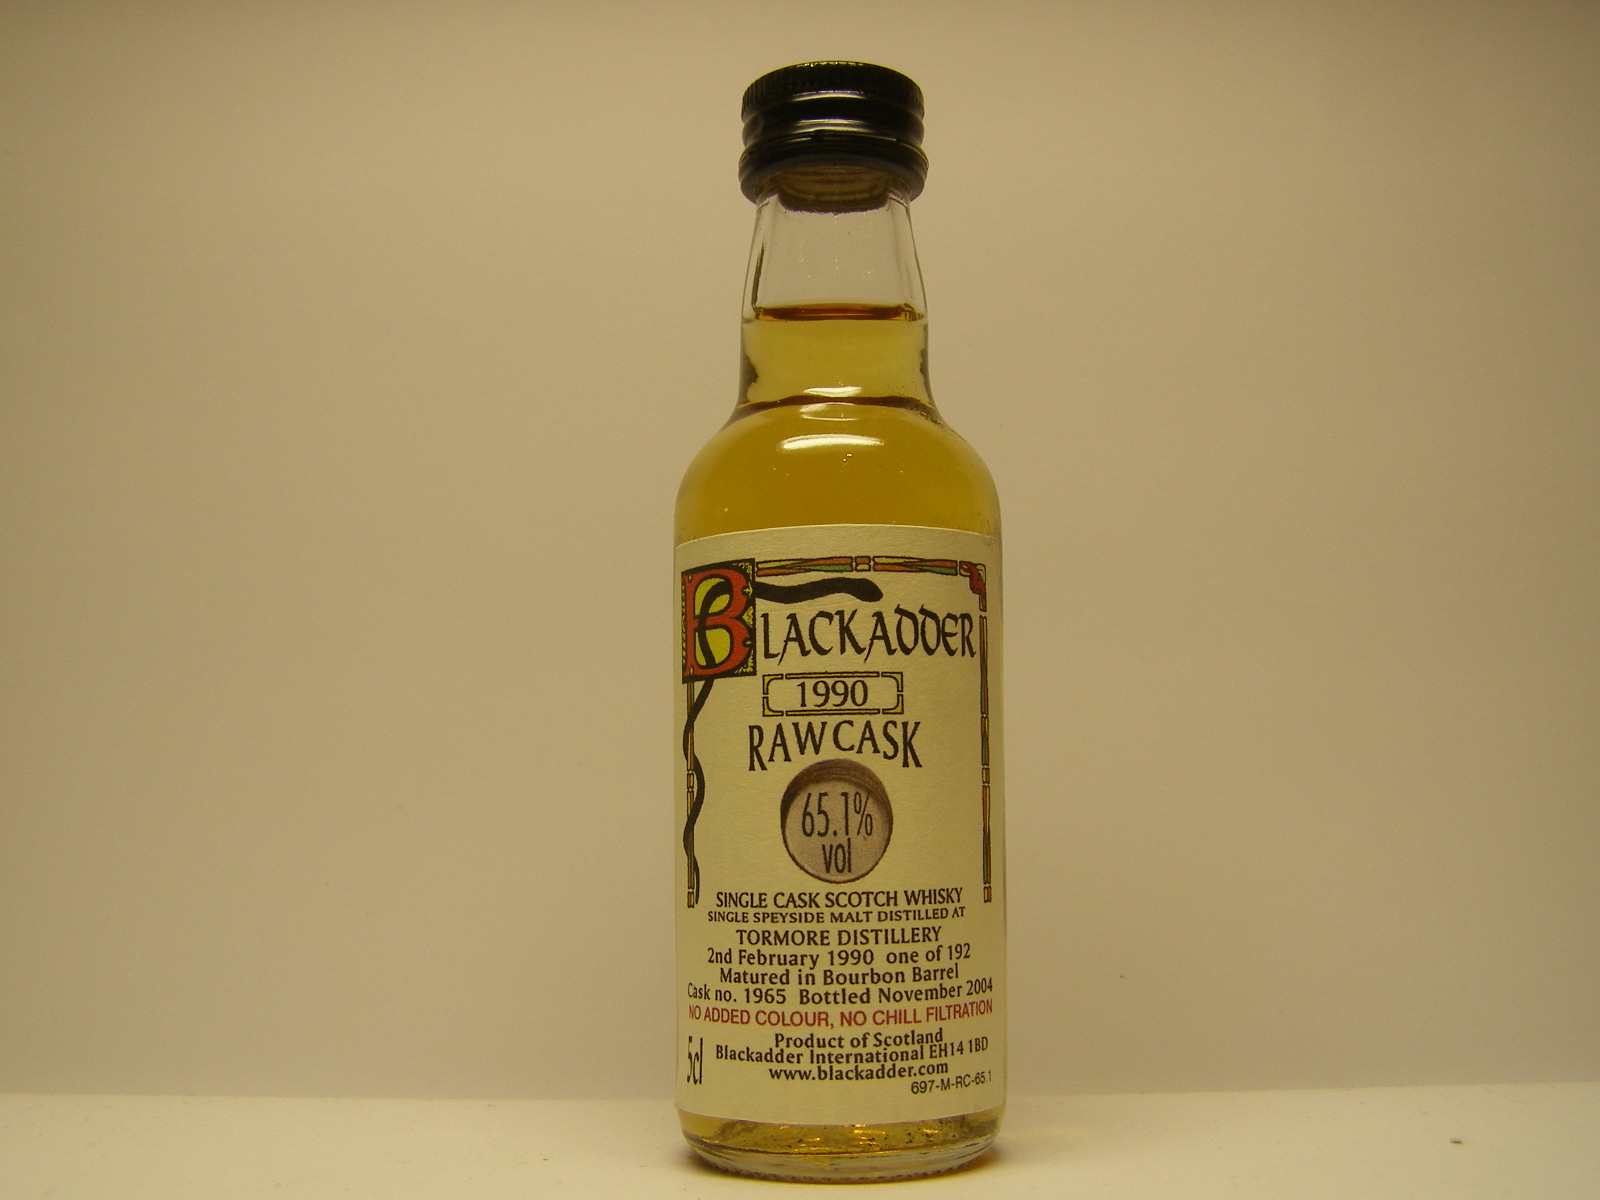 BLACKADDER
1990
RAW CASK
65.1%
vol
SINGLE CASK SCOTCH WHISKY
SINGLE SPEYSIDE MALT DISTILLED AT
TORMORE DISTILLERY
2nd February 1990 one of 192
Matured in Bourbon Barrel
Cask no. 1965 Bottled November 2004
NO ADDED COLOUR, NO CHILL FILTRATION
5cl
Product of Scotland
Blackadder International EH14 1BD
www.blackadder.com
697-M-RC-65.1